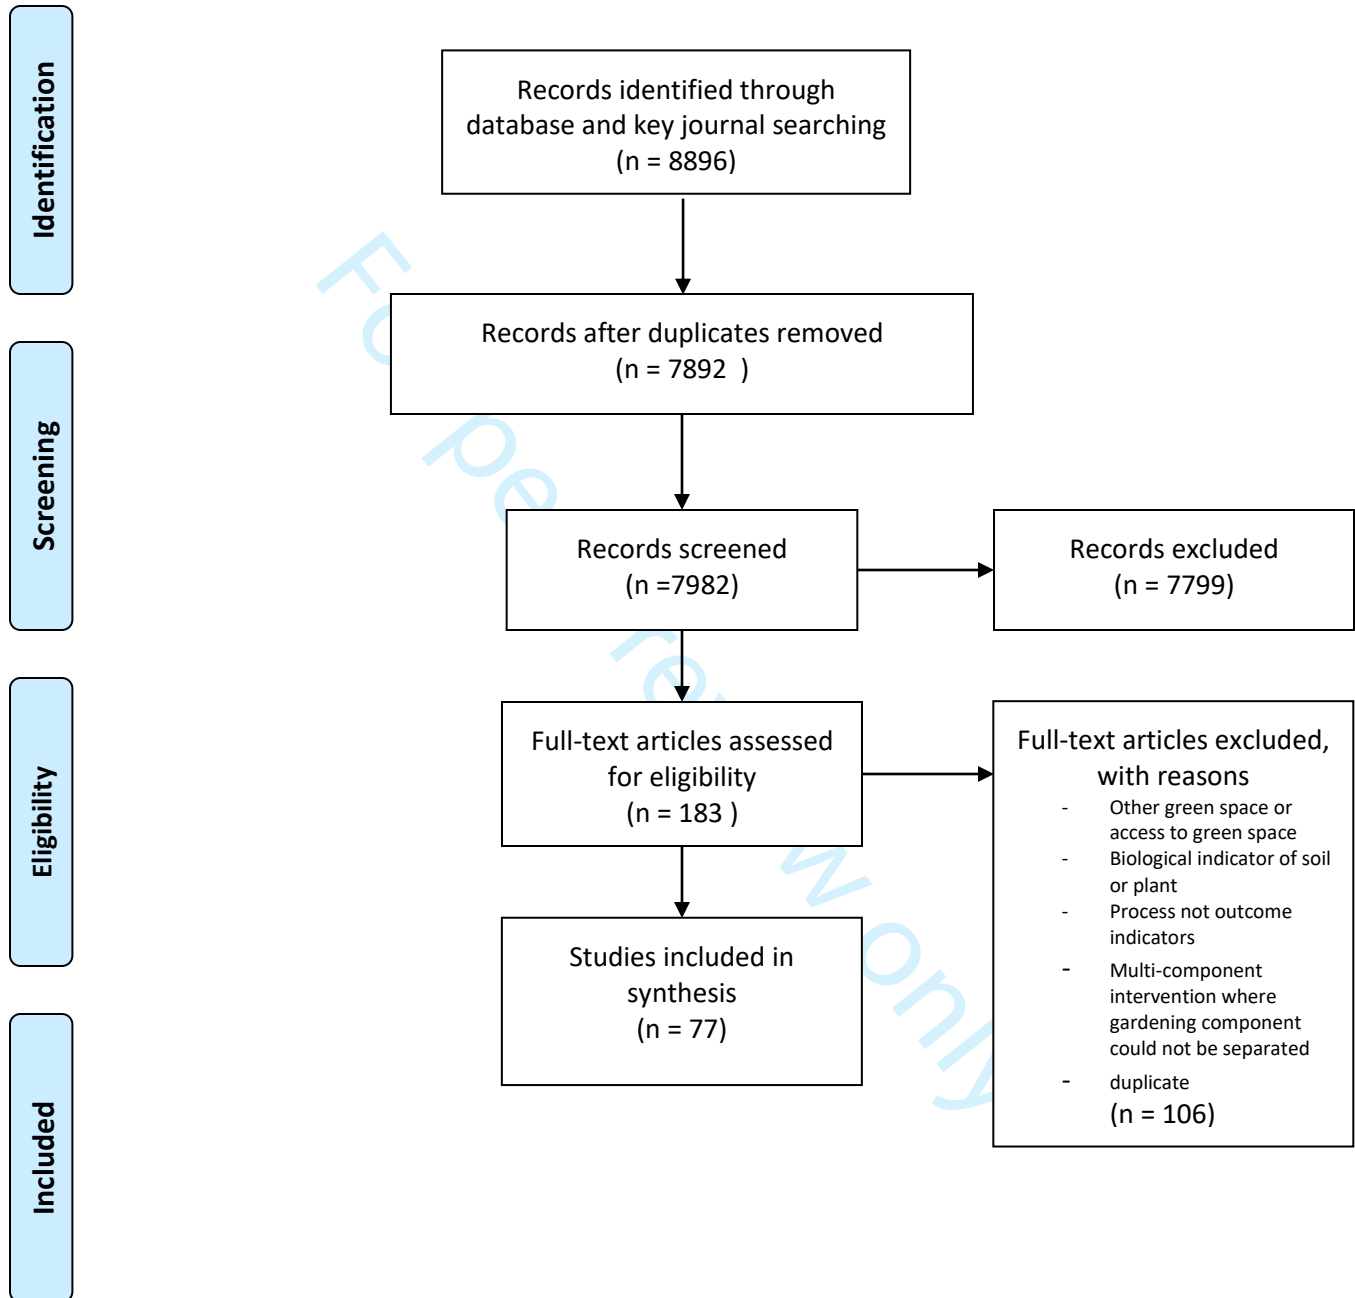 Identification
Records identified through
database and key journal searching
(n = 8896)
Records after duplicates removed
(n = 7892  )
Screening
Records screened
(n =7982)
Records excluded
(n = 7799)
Eligibility
Full-text articles assessed
for eligibility
(n = 183 )
Full-text articles excluded,
with reasons
- Other green space or
access to green space
- Biological indicator of soil
or plant
- Process not outcome
indicators
- Multi-component
intervention where
gardening component
could not be separated
- duplicate
(n = 106)
Studies included in
synthesis
(n = 77)
Included
For peer review only